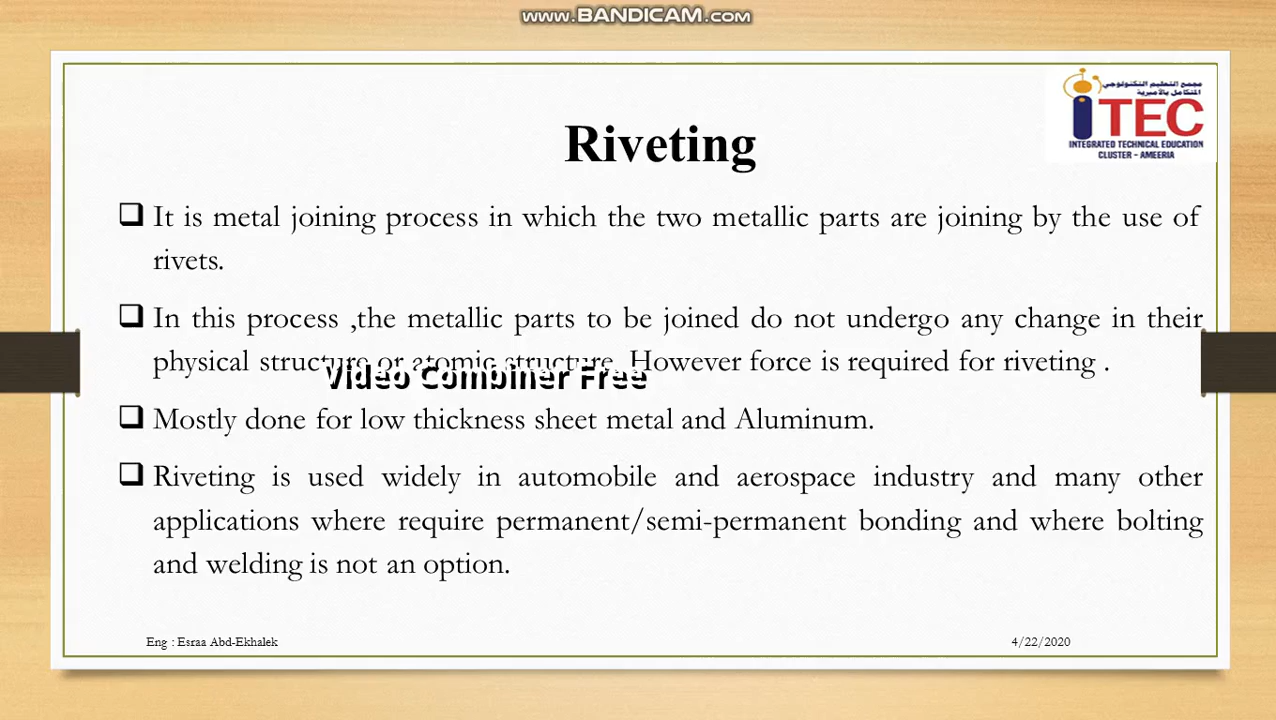 www.BANDICAM.com
مجمع التعليم التكنولوجى
المتكامل بالأميرية
iTEC
INTEGRATED TECHNICAL EDUCATION
CLUSTER - AMEERIA
Riveting
It is metal joining process in which the two metallic parts are joining by the use of
rivets.
In this process ,the metallic parts to be joined do not undergo any change in their
physical structure or atomic structure. However force is required for riveting .
Video Combiner Free
Mostly done for low thickness sheet metal and Aluminum.
Riveting is used widely in automobile and aerospace industry and many other
applications where require permanent/semi-permanent bonding and where bolting
and welding is not an option.
Eng : Esraa Abd-Ekhalek
4/22/2020